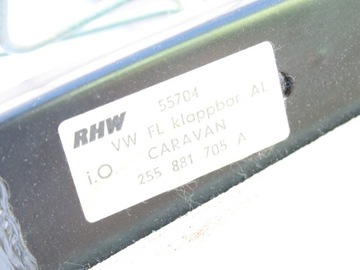 RHW 55704
VW FL klappbar AL
i.O. CARAVAN
255 881 705 A